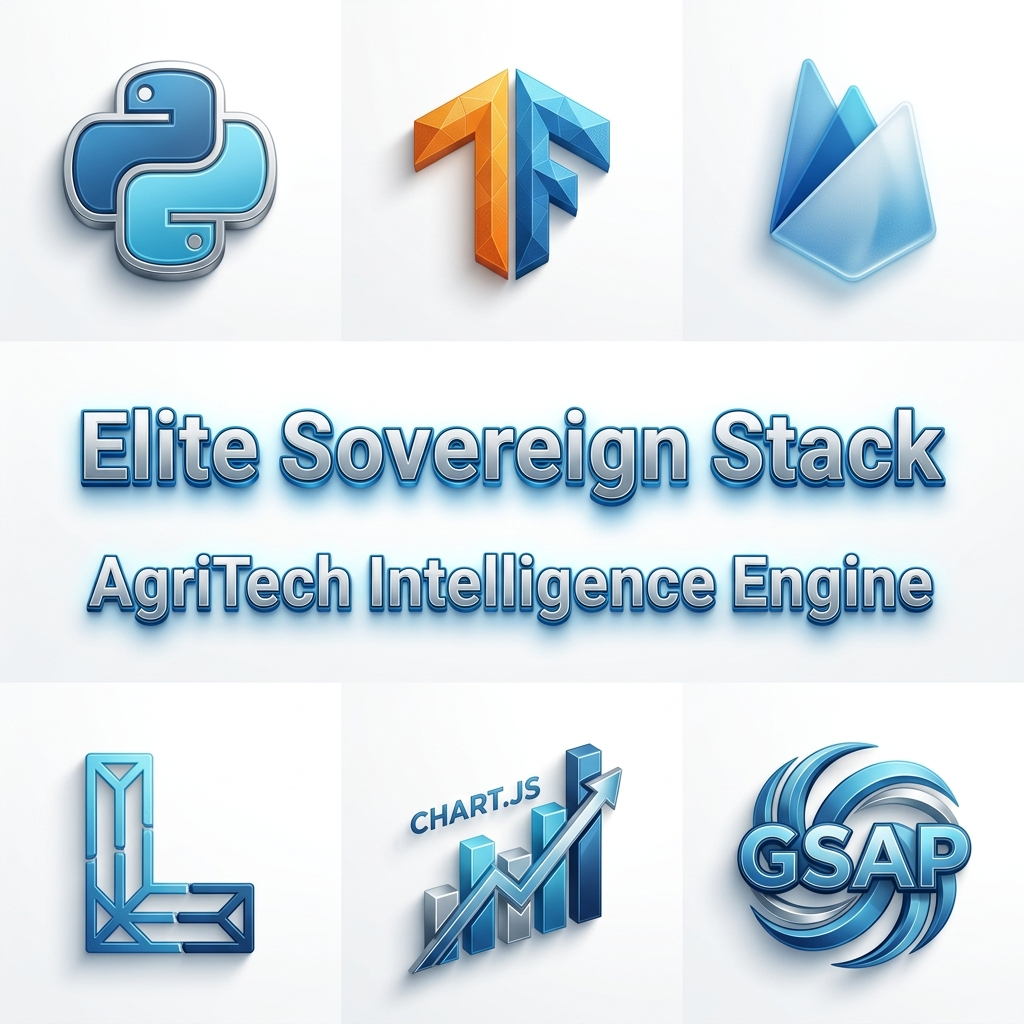 Elite Sovereign Stack
AgriTech Intelligence Engine
CHART.JS
GSAP